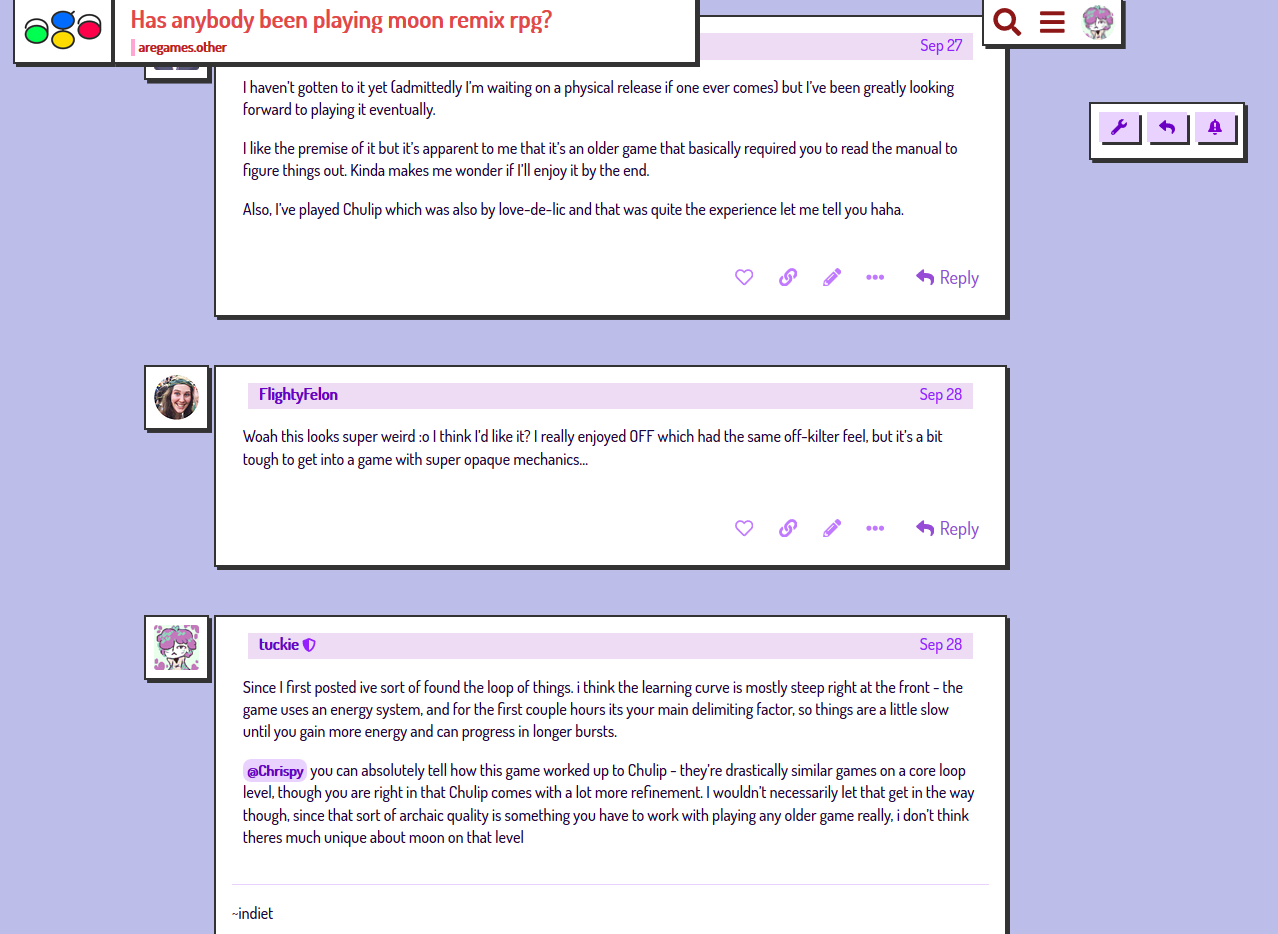 Has anybody been playing moon remix rpg?
aregames.other
Sep 27
I haven’t gotten to it yet (admittedly I’m waiting on a physical release if one ever comes) but I’ve been greatly looking
forward to playing it eventually.
I like the premise of it but it’s apparent to me that it’s an older game that basically required you to read the manual to
figure things out. Kinda makes me wonder if I’ll enjoy it by the end.
Also, I’ve played Chulip which was also by love-de-lic and that was quite the experience let me tell you haha.
Reply
FlightyFelon Sep 28
Woah this looks super weird :o I think I’d like it? I really enjoyed OFF which had the same off-kilter feel, but it’s a bit
tough to get into a game with super opaque mechanics…
Reply
tuckie Sep 28
Since I first posted ive sort of found the loop of things. i think the learning curve is mostly steep right at the front - the
game uses an energy system, and for the first couple hours its your main delimiting factor, so things are a little slow
until you gain more energy and can progress in longer bursts.
@Chrispy you can absolutely tell how this game worked up to Chulip - they’re drastically similar games on a core loop
level, though you are right in that Chulip comes with a lot more refinement. I wouldn’t necessarily let that get in the way
though, since that sort of archaic quality is something you have to work with playing any older game really, i don’t think
theres much unique about moon on that level
~indiet